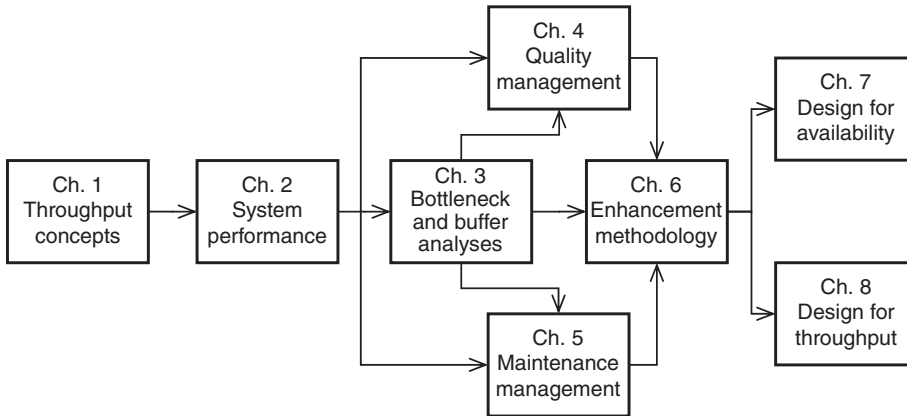 Ch. 1
Throughput
concepts
Ch. 2
System
performance
Ch. 3
Bottleneck
and buffer
analyses
Ch. 4
Quality
management
Ch. 5
Maintenance
management
Ch. 6
Enhancement
methodology
Ch. 7
Design for
availability
Ch. 8
Design for
throughput